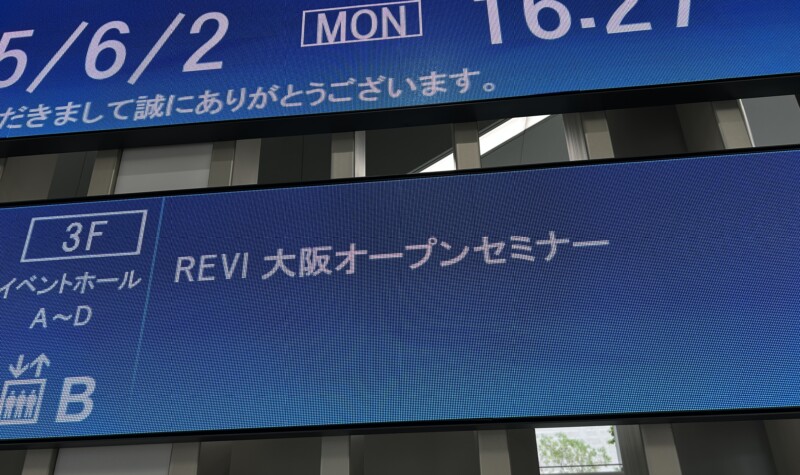 5/6/2 MON 16:27
だきまして誠にありがとうございます。
3F
イベントホール
A～D
REVI 大阪オープンセミナー
B